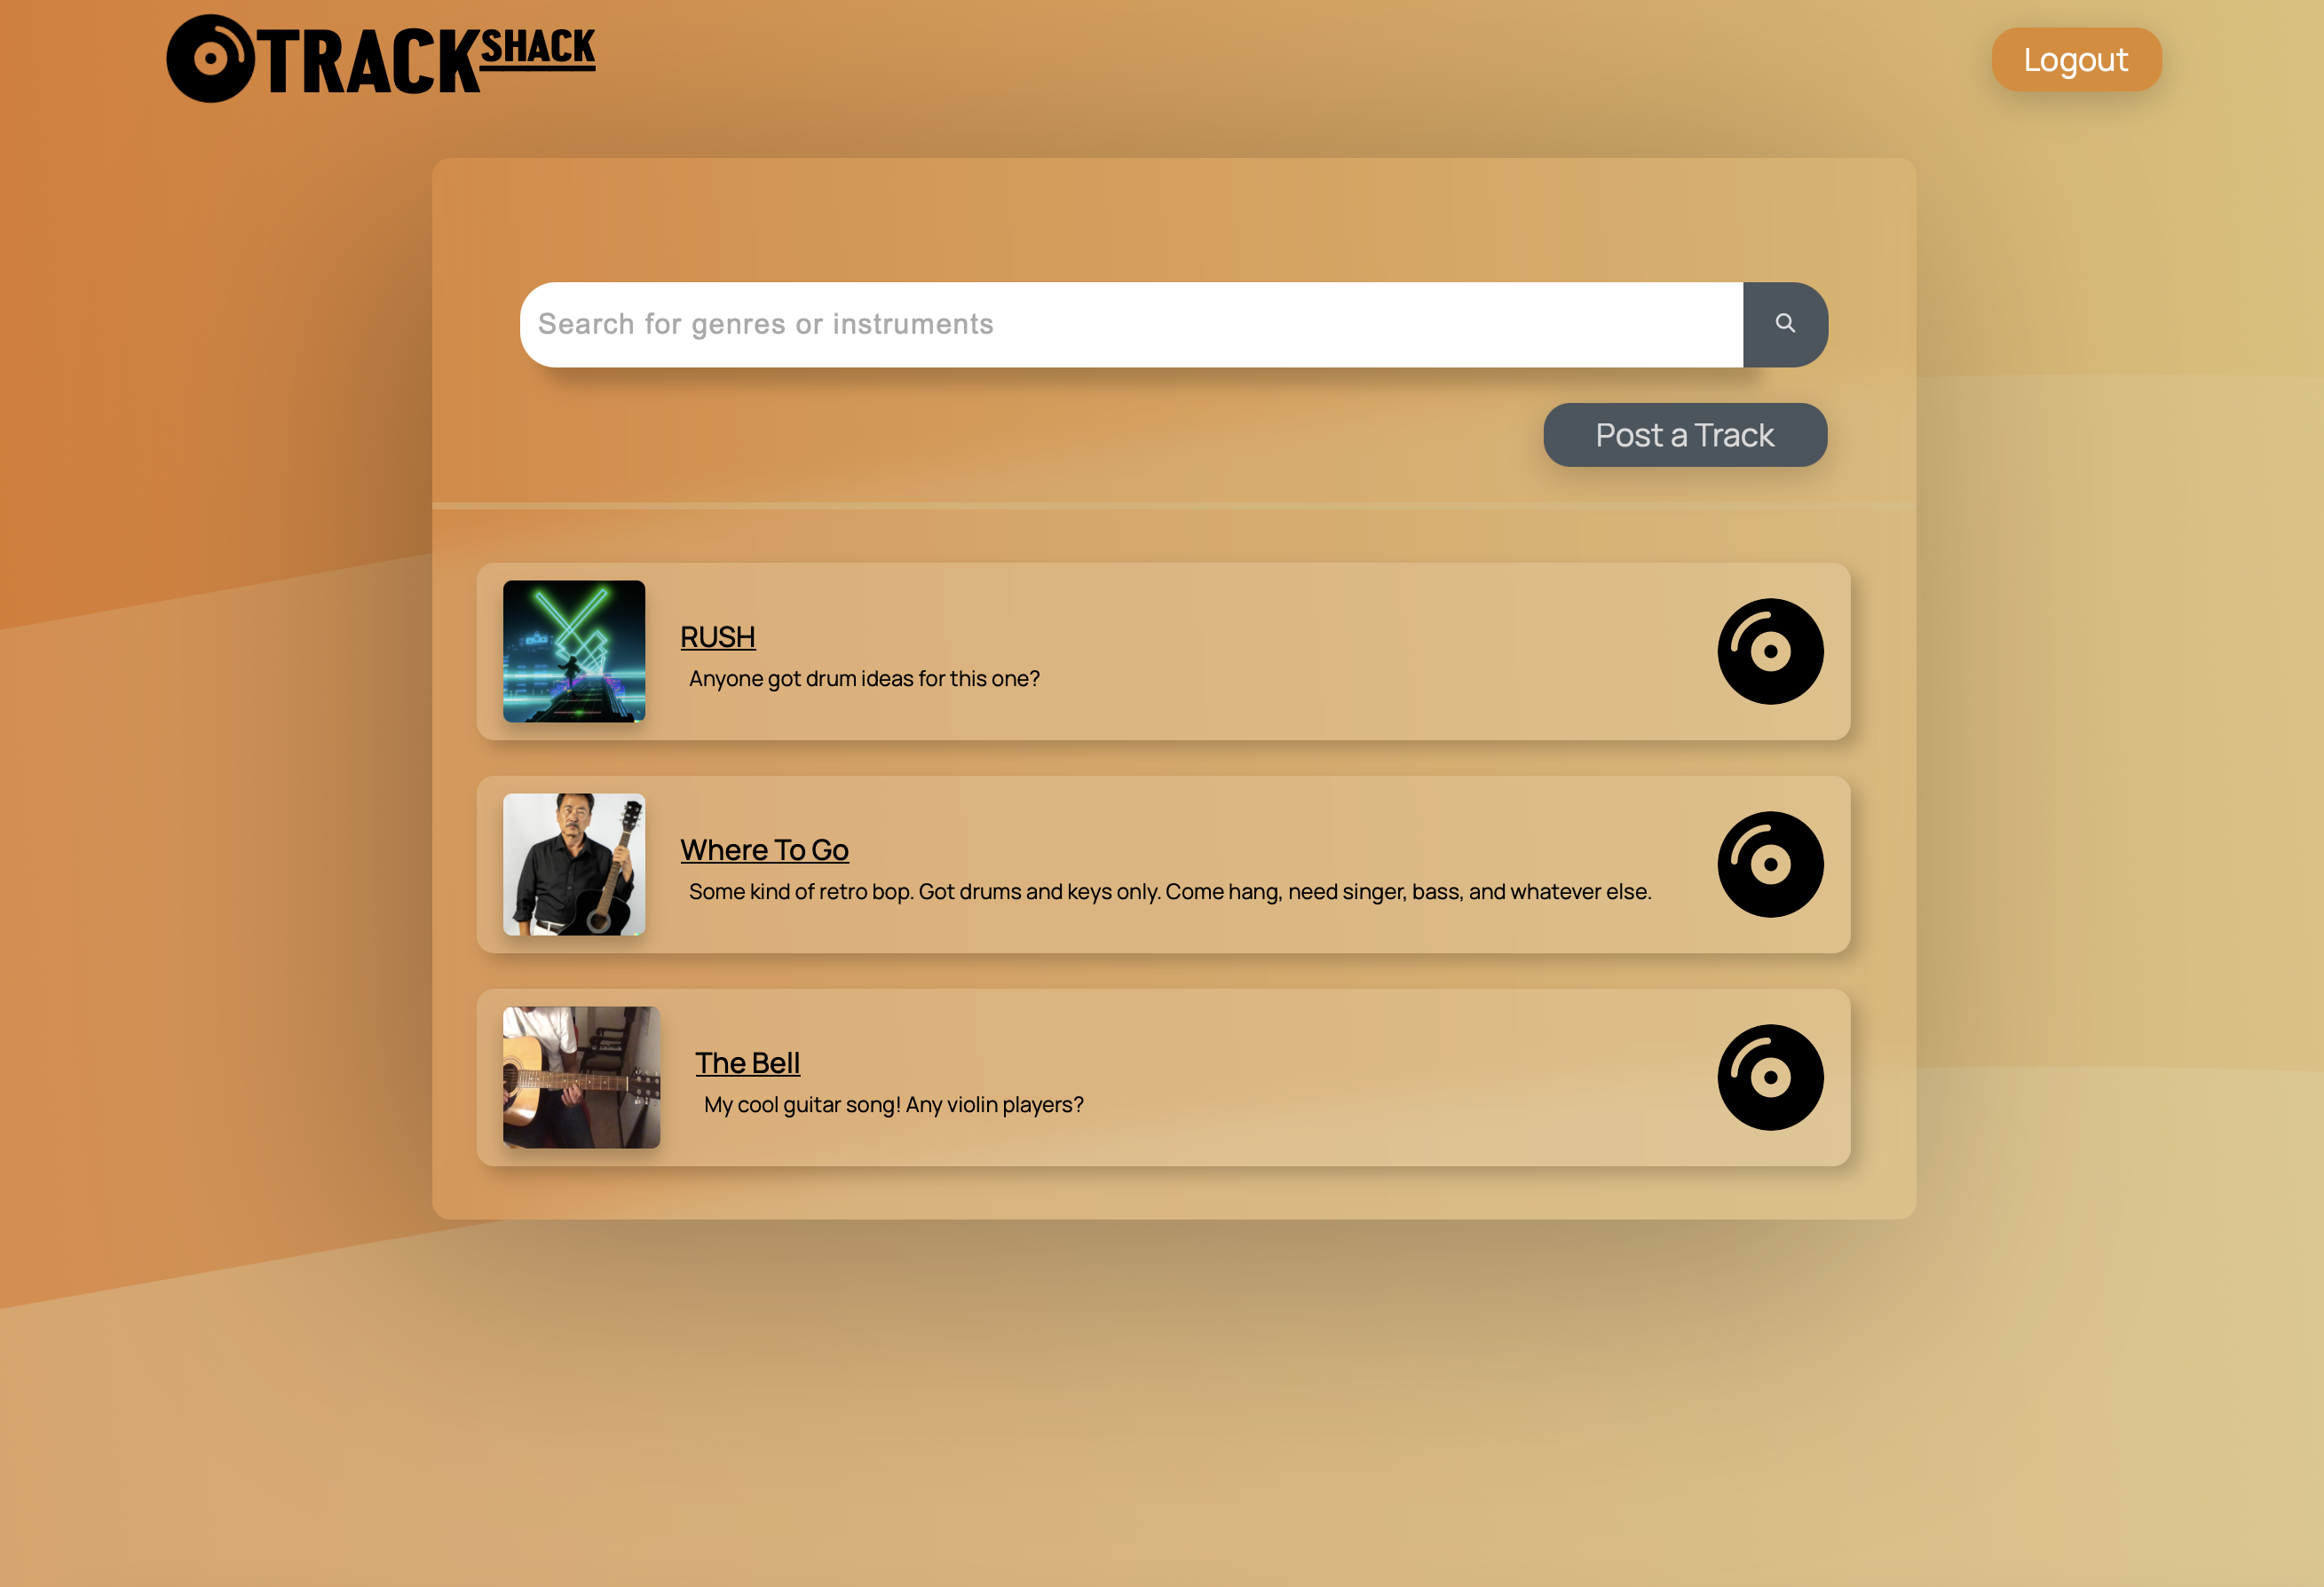 TRACKSHACK
Logout
Search for genres or instruments
Post a Track
RUSH
Anyone got drum ideas for this one?
Where To Go
Some kind of retro bop. Got drums and keys only. Come hang, need singer, bass, and whatever else.
The Bell
My cool guitar song! Any violin players?